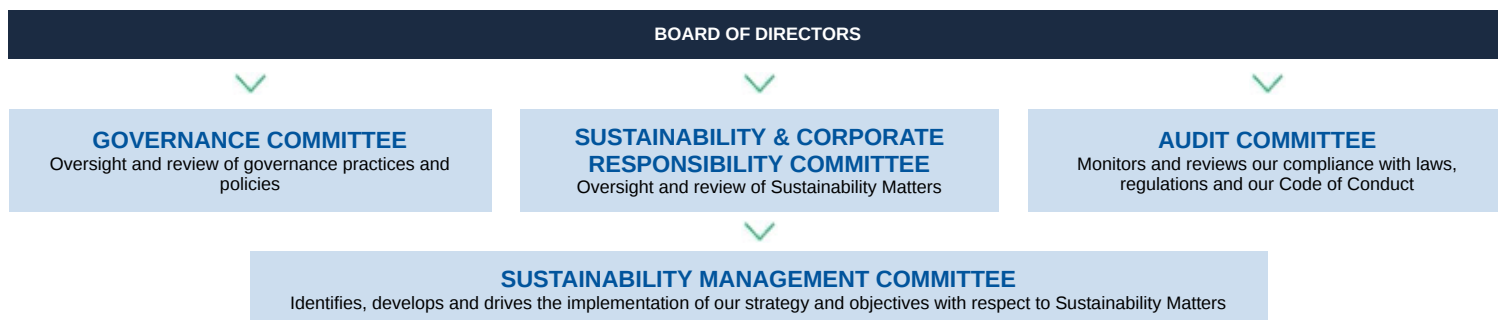 BOARD OF DIRECTORS
GOVERNANCE COMMITTEE
Oversight and review of governance practices and
policies
SUSTAINABILITY & CORPORATE
RESPONSIBILITY COMMITTEE
Oversight and review of Sustainability Matters
AUDIT COMMITTEE
Monitors and reviews our compliance with laws,
regulations and our Code of Conduct
SUSTAINABILITY MANAGEMENT COMMITTEE
Identifies, develops and drives the implementation of our strategy and objectives with respect to Sustainability Matters